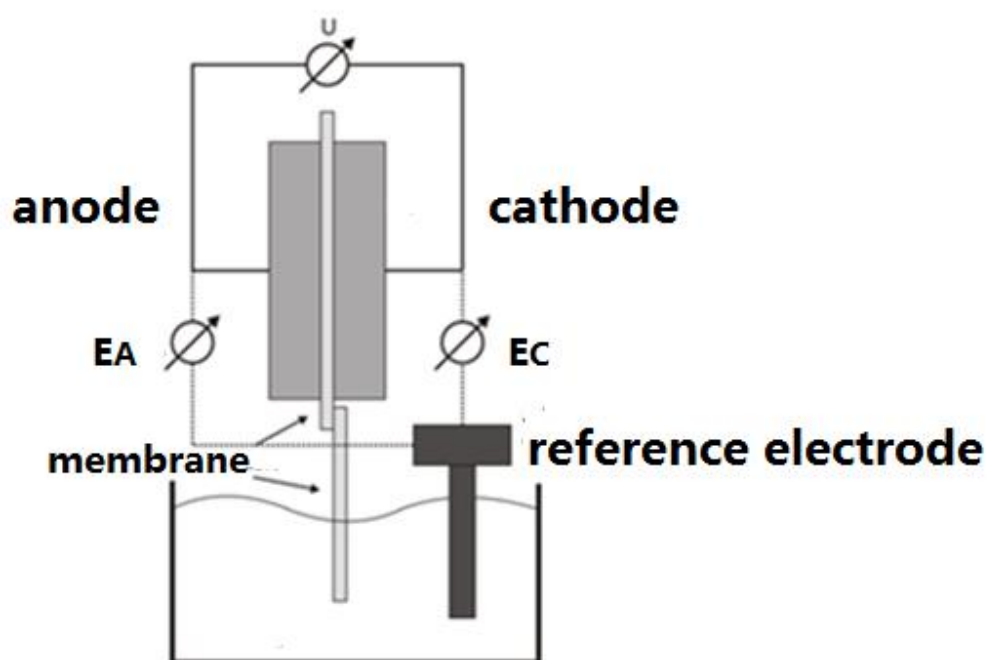 U
anode
cathode
EA
EC
membrane
reference electrode